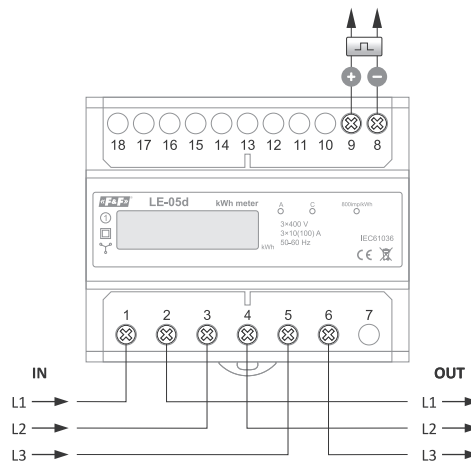 + −
18 17 16 15 14 13 12 11 10 9 8
«F&F» LE-05d kWh meter
A C 800imp/kWh
1
3×400 V
3×10(100) A
50-60 Hz
kWh
IEC61036
CE
1 2 3 4 5 6 7
IN OUT
L1 L1
L2 L2
L3 L3